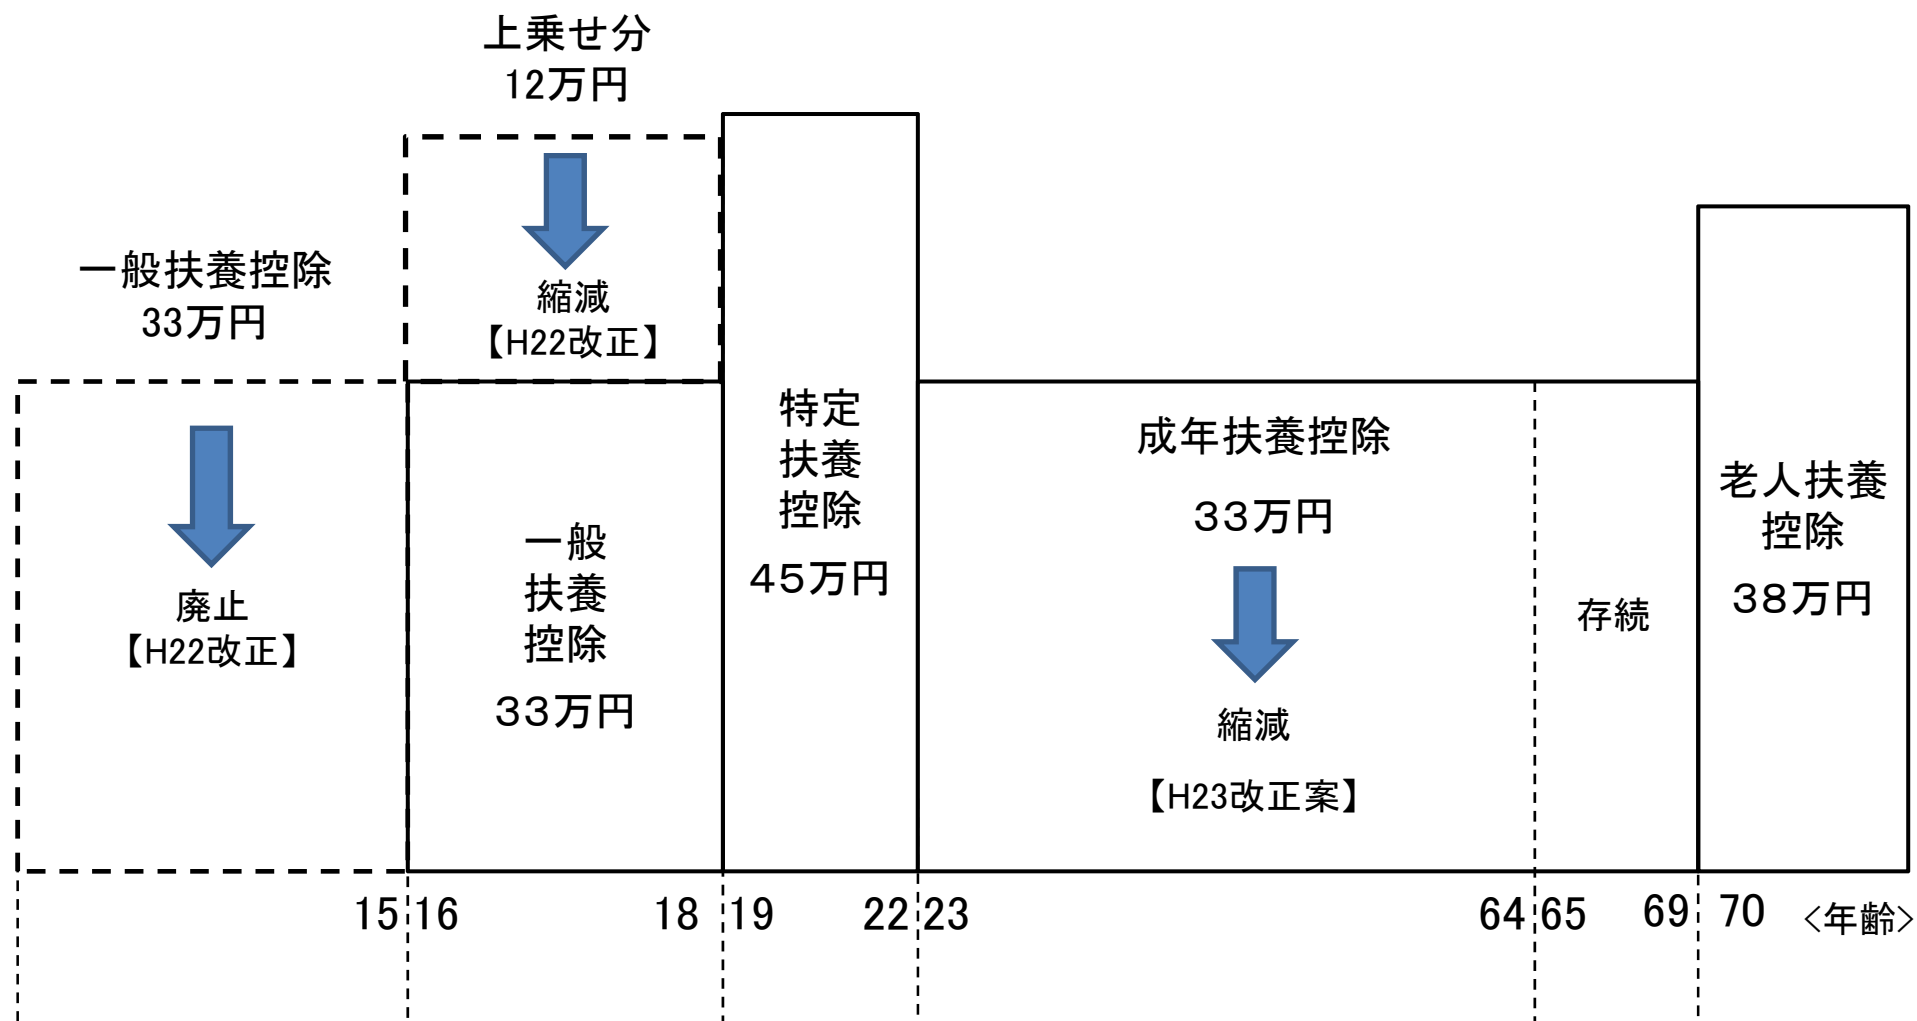 上乗せ分
12万円
一般扶養控除
33万円
縮減
【H22改正】
廃止
【H22改正】
一般
扶養
控除
３３万円
特定
扶養
控除
４５万円
成年扶養控除
３３万円
縮減
【H23改正案】
存続
老人扶養
控除
３８万円
15 16 18 19 22 23 64 65 69 70 <年齢>